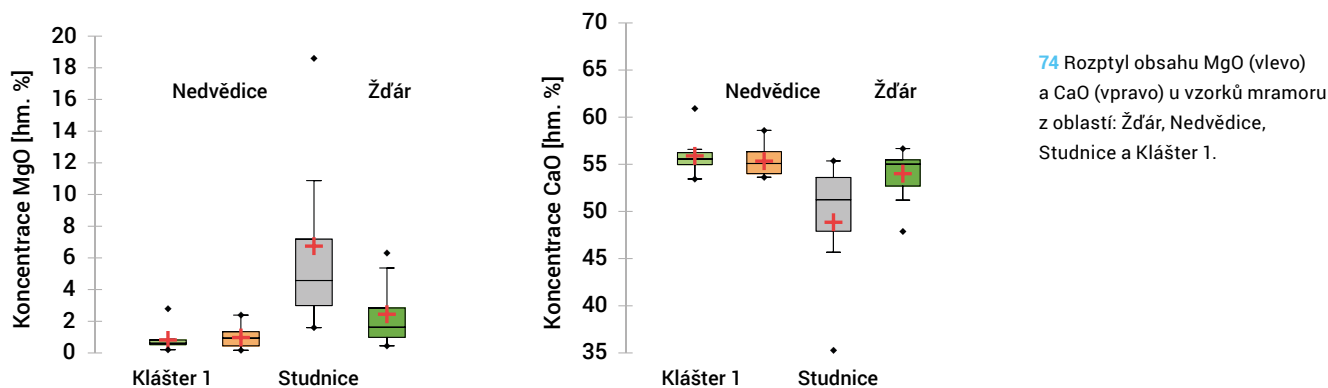 Koncentrace MgO [hm. %]
20
18
16
14
12
10
8
6
4
2
0
Nedvědice
Žďár
Klášter 1
Studnice
Koncentrace CaO [hm. %]
70
65
60
55
50
45
40
35
Nedvědice
Žďár
Klášter 1
Studnice
74 Rozptyl obsahu MgO (vlevo)
a CaO (vpravo) u vzorků mramoru
z oblastí: Žďár, Nedvědice,
Studnice a Klášter 1.